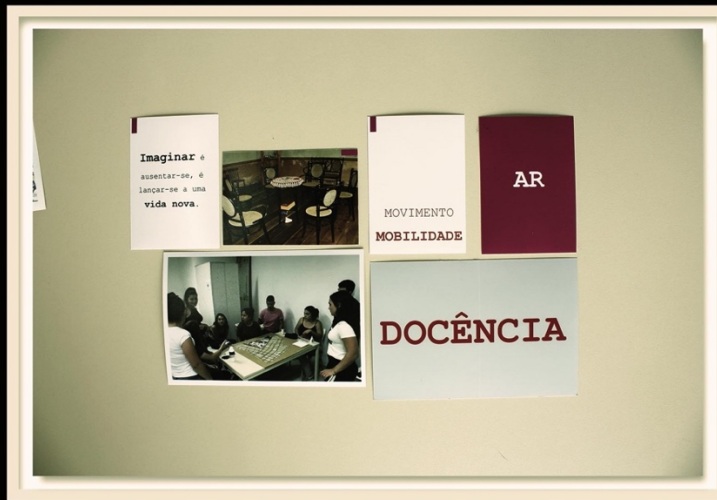 Imaginar é
ausentar-se, é
lançar-se a uma
vida nova.
MOVIMENTO
MOBILIDADE
AR
DOCÊNCIA